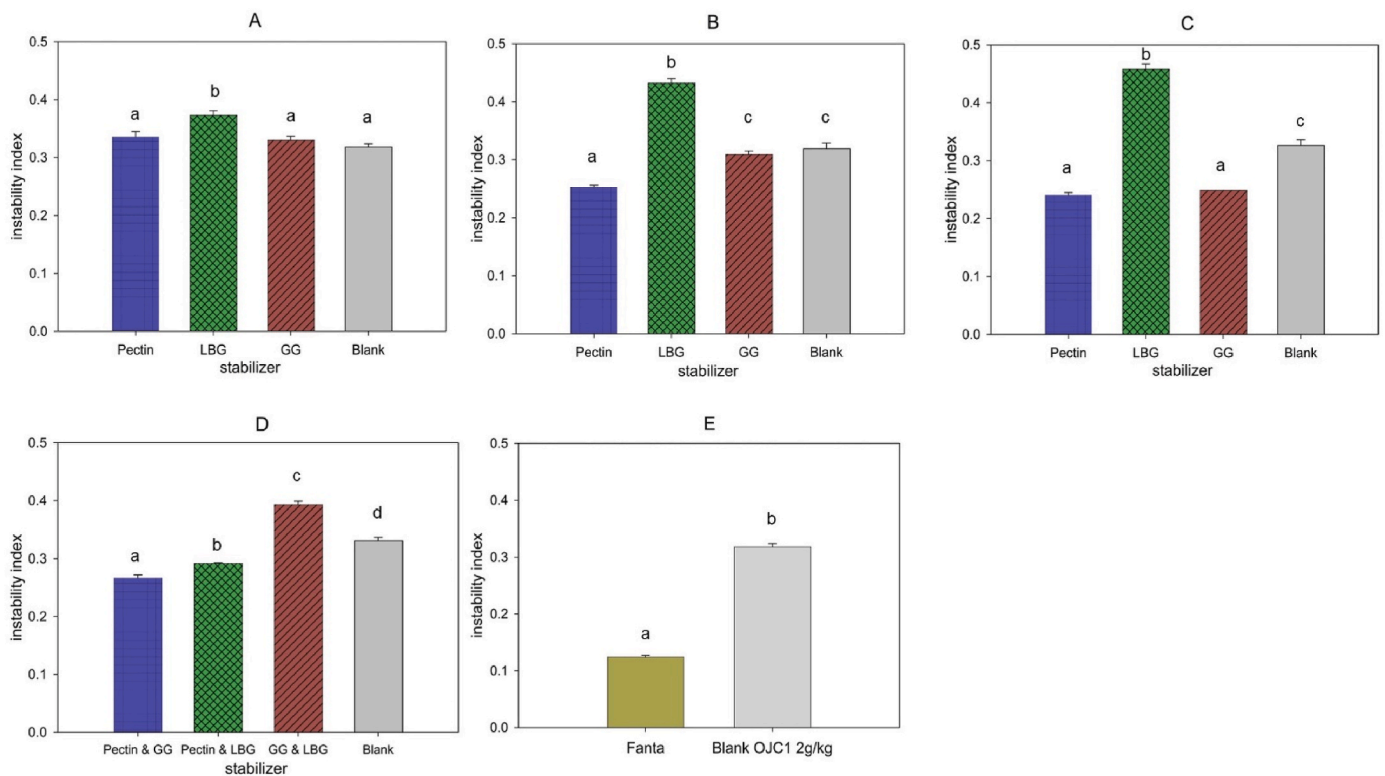 A
0.5
0.4
0.3
0.2
0.1
0.0
instability index
a
b
a
a
Pectin LBG GG Blank
stabilizer
B
0.5
0.4
0.3
0.2
0.1
0.0
instability index
a
b
c
c
Pectin LBG GG Blank
stabilizer
C
0.5
0.4
0.3
0.2
0.1
0.0
instability index
a
b
a
c
Pectin LBG GG Blank
stabilizer
D
0.5
0.4
0.3
0.2
0.1
0.0
instability index
a
b
c
d
Pectin & GG Pectin & LBG GG & LBG Blank
stabilizer
E
0.5
0.4
0.3
0.2
0.1
0.0
instability index
a
b
Fanta Blank OJC1 2g/kg